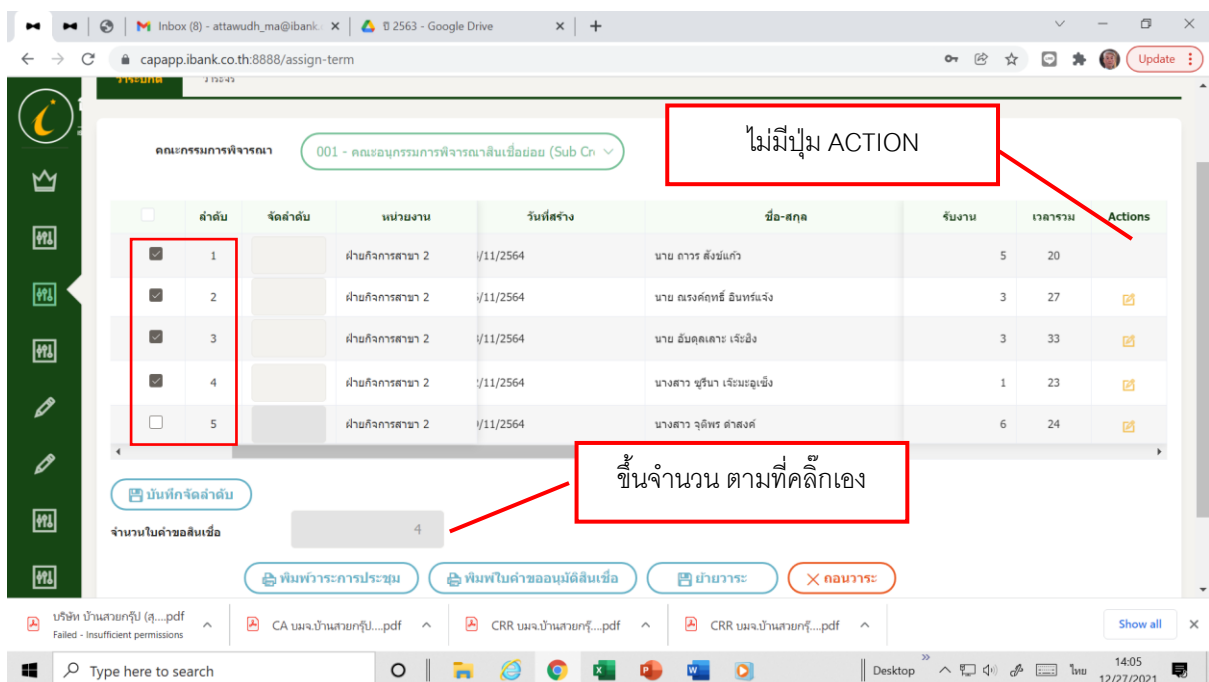 Inbox (8) - attawudh_ma@ibank.
ปี 2563 - Google Drive
capapp.ibank.co.th:8888/assign-term
Update
วาระปกติ วาระจร
คณะกรรมการพิจารณา
001 - คณะอนุกรรมการพิจารณาสินเชื่อย่อย (Sub Cr
ไม่มีปุ่ม ACTION
ลำดับ จัดลำดับ หน่วยงาน วันที่สร้าง ชื่อ-สกุล รับงาน เวลารวม Actions
1 ฝ่ายกิจการสาขา 2 /11/2564 นาย ถาวร สังข์แก้ว 5 20
2 ฝ่ายกิจการสาขา 2 /11/2564 นาย ณรงค์ฤทธิ์ อินทร์แจ้ง 3 27
3 ฝ่ายกิจการสาขา 2 /11/2564 นาย อับดุลเลาะ เจ๊ะอิง 3 33
4 ฝ่ายกิจการสาขา 2 /11/2564 นางสาว ซูรีนา เจ๊ะมะอูเซ็ง 1 23
5 ฝ่ายกิจการสาขา 2 /11/2564 นางสาว จุติพร ดำสงค์ 6 24
ขึ้นจำนวน ตามที่คลิ๊กเอง
บันทึกจัดลำดับ
จำนวนใบคำขอสินเชื่อ 4
พิมพ์วาระการประชุม พิมพ์ใบคำขออนุมัติสินเชื่อ ย้ายวาระ ถอนวาระ
บริษัท บ้านสวยกรุ๊ป (สุ....pdf
Failed - Insufficient permissions
CA บมจ.บ้านสวยกรุ๊ป....pdf
CRR บมจ.บ้านสวยกรุ๊....pdf
CRR บมจ.บ้านสวยกรุ๊....pdf
Show all
Type here to search
Desktop
ไทย
14:05
12/27/2021